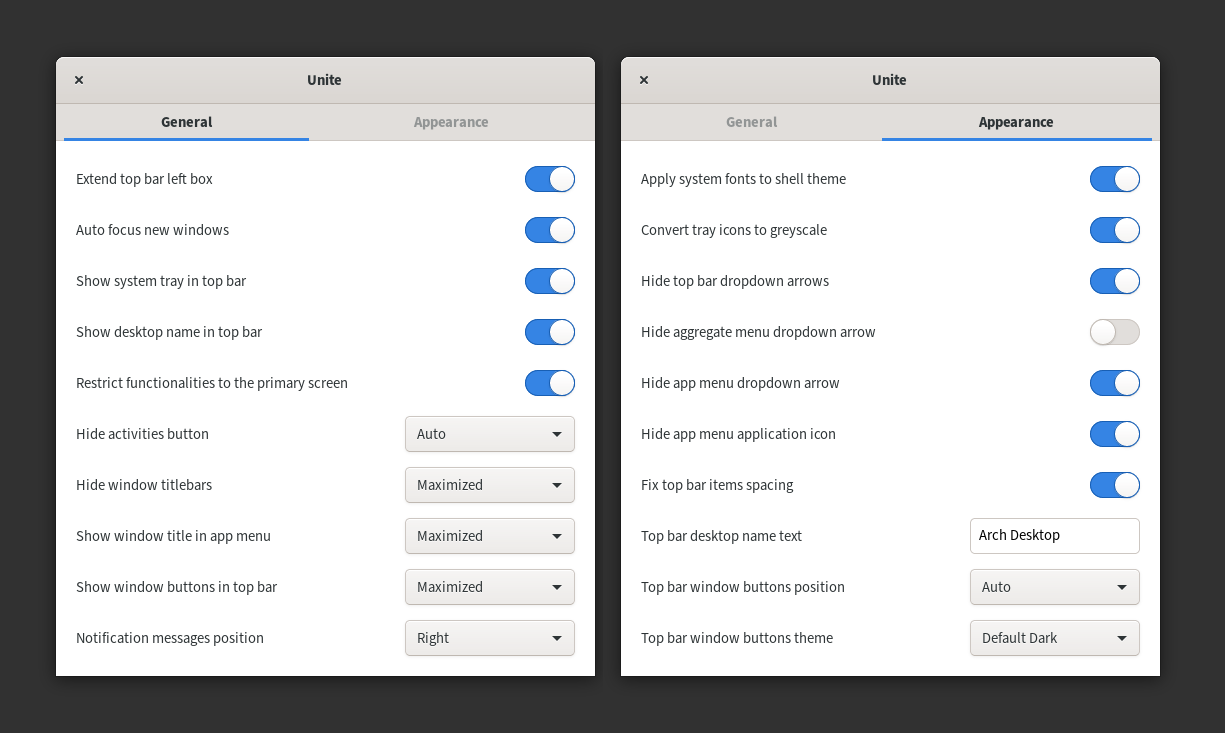 Unite
General Appearance
Extend top bar left box
Auto focus new windows
Show system tray in top bar
Show desktop name in top bar
Restrict functionalities to the primary screen
Hide activities button Auto
Hide window titlebars Maximized
Show window title in app menu Maximized
Show window buttons in top bar Maximized
Notification messages position Right
Unite
General Appearance
Apply system fonts to shell theme
Convert tray icons to greyscale
Hide top bar dropdown arrows
Hide aggregate menu dropdown arrow
Hide app menu dropdown arrow
Hide app menu application icon
Fix top bar items spacing
Top bar desktop name text Arch Desktop
Top bar window buttons position Auto
Top bar window buttons theme Default Dark